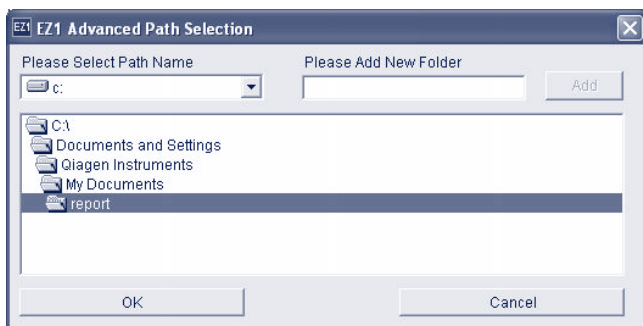 EZ1 EZ1 Advanced Path Selection
Please Select Path Name Please Add New Folder
c: Add
C:\
Documents and Settings
Qiagen Instruments
My Documents
report
OK Cancel